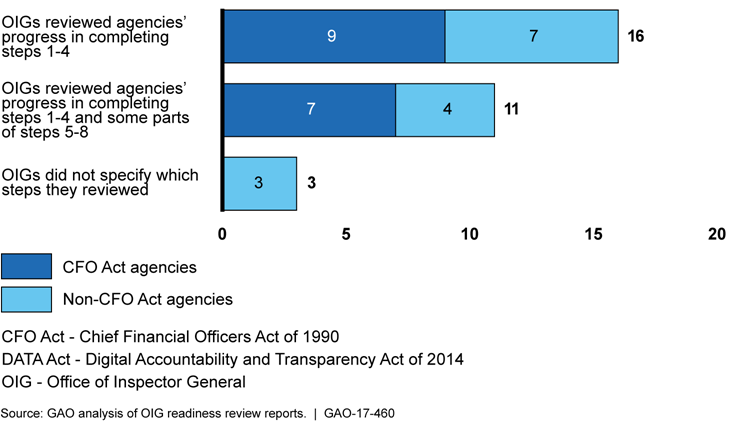 OIGs reviewed agencies’
progress in completing
steps 1-4
9
7
16
OIGs reviewed agencies’
progress in completing
steps 1-4 and some parts
of steps 5-8
7
4
11
OIGs did not specify which
steps they reviewed
3
3
0 5 10 15 20
CFO Act agencies
Non-CFO Act agencies
CFO Act - Chief Financial Officers Act of 1990
DATA Act - Digital Accountability and Transparency Act of 2014
OIG - Office of Inspector General
Source: GAO analysis of OIG readiness review reports. | GAO-17-460